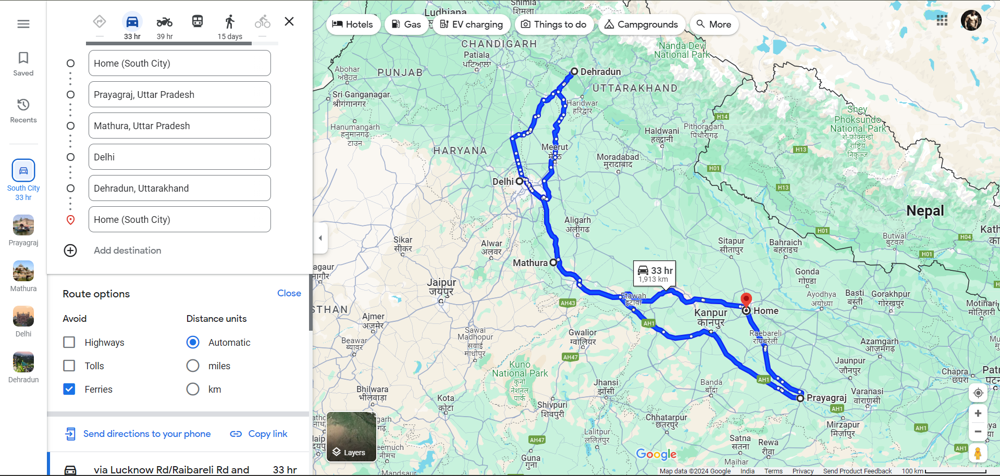 Saved
Recents
South City
33 hr
Prayagraj
Mathura
Delhi
Dehradun
33 hr
39 hr
15 days
Home (South City)
Prayagraj, Uttar Pradesh
Mathura, Uttar Pradesh
Delhi
Dehradun, Uttarakhand
Home (South City)
Add destination
Route options
Close
Avoid
Distance units
Highways
Automatic
Tolls
miles
Ferries
km
Send directions to your phone
Copy link
via Lucknow Rd/Raibareli Rd and
33 hr
Hotels
Gas
EV charging
Things to do
Campgrounds
More
Shimla
शिमला
Ludhiana
CHANDIGARH
Patiala
ਪਟਿਆਲਾ
Nanda Devi
National Park
Abohar
ਅਬੋਹਰ
PUNJAB
Dehradun
UTTARAKHAND
Sri Ganganagar
श्रीगंगानगर
Haridwar
हरिद्वार
Shey
Phoksundo
National Park
शे-फोक्सुन्डो
राष्ट्रिय
निकुञ्ज
H14
Hanumangarh
हनुमानगढ़
टाउन
Haldwani
हल्द्वानी
Pithoragarh
पिथौरागढ़
HARYANA
Meerut
मेरठ
Moradabad
मुरादाबाद
H13
H01
Delhi
H13
Nepal
Aligarh
अलीगढ़
H01
Kath
का
Sikar
सीकर
Alwar
अलवर
Sitapur
सीतापुर
Bahraich
बहराइच
Butwal
बुटवल
H04
H01
Mathura
agaur
नागौर
33 hr
1,913 km
Gonda
गोण्डा
Jaipur
जयपुर
Etawah
इटावा
AH43
Ayodhya
अयोध्या
Basti
बस्ती
Gorakhpur
गोरखपुर
Motihari
मोतिहारी
STHAN
Ajmer
अजमेर
Kanpur
कानपुर
Home
AH1
Sawai
Madhopur
सवाई
माधोपुर
Gwalior
ग्वालियर
Raebareli
रायबरेली
Beawar
ब्यावर
Azamgarh
आज़मगढ़
AH47
Kuno
National Park
कुनो
नेशनल
पार्क
Jaunpur
जौनपुर
Chapra
छपरा
Patn
पटन
AH1
Bhilwara
भीलवाड़ा
Jhansi
झाँसी
Banda
बाँदा
Varanasi
वाराणसी
Kota
कोटा
Prayagraj
AH1
Shivpuri
शिवपुरी
Chhatarpur
छतरपुर
Mirzapur
मिर्ज़ापुर
AH1
Lalitpur
ललितपुर
AH47
Satna
सतना
Rewa
रीवा
AH1
Layers
eemuch
नीमच
Guna
गुना
Google
Maihar
Mandsaur
Map data ©2024 Google
India
Terms
Privacy
Send Product Feedback
100 km